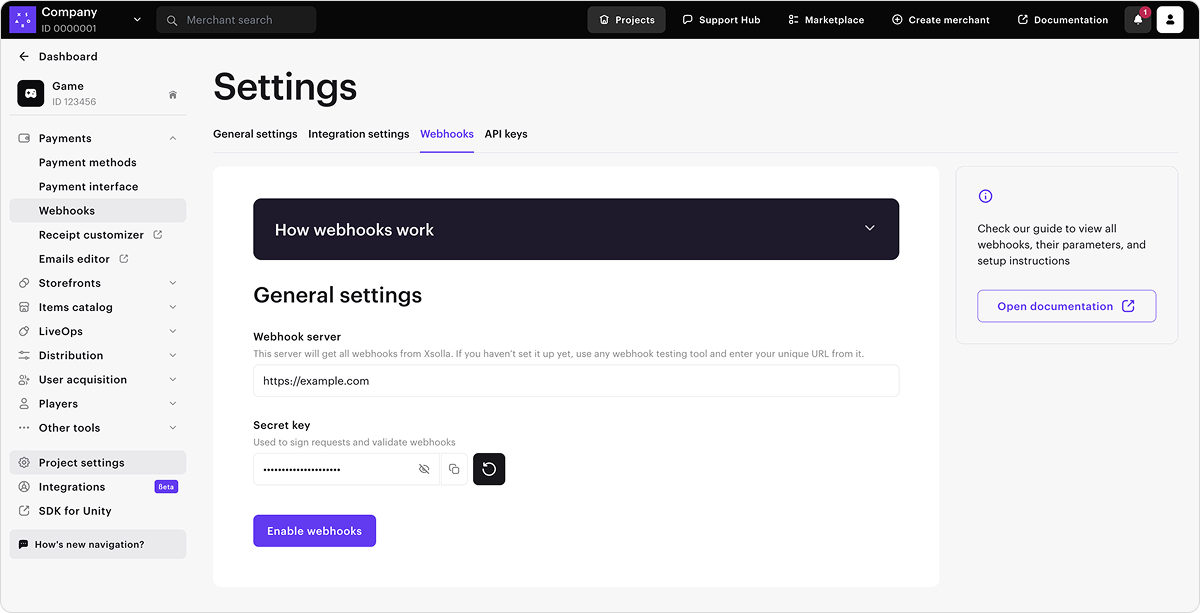 Company
ID 0000001
Merchant search
Projects
Support Hub
Marketplace
Create merchant
Documentation
1
Dashboard
Game
ID 123456
Payments
Payment methods
Payment interface
Webhooks
Receipt customizer
Emails editor
Storefronts
Items catalog
LiveOps
Distribution
User acquisition
Players
Other tools
Project settings
Integrations
Beta
SDK for Unity
How's new navigation?
Settings
General settings
Integration settings
Webhooks
API keys
How webhooks work
General settings
Webhook server
This server will get all webhooks from Xsolla. If you haven't set it up yet, use any webhook testing tool and enter your unique URL from it.
https://example.com
Secret key
Used to sign requests and validate webhooks
Enable webhooks
Check our guide to view all
webhooks, their parameters, and
setup instructions
Open documentation